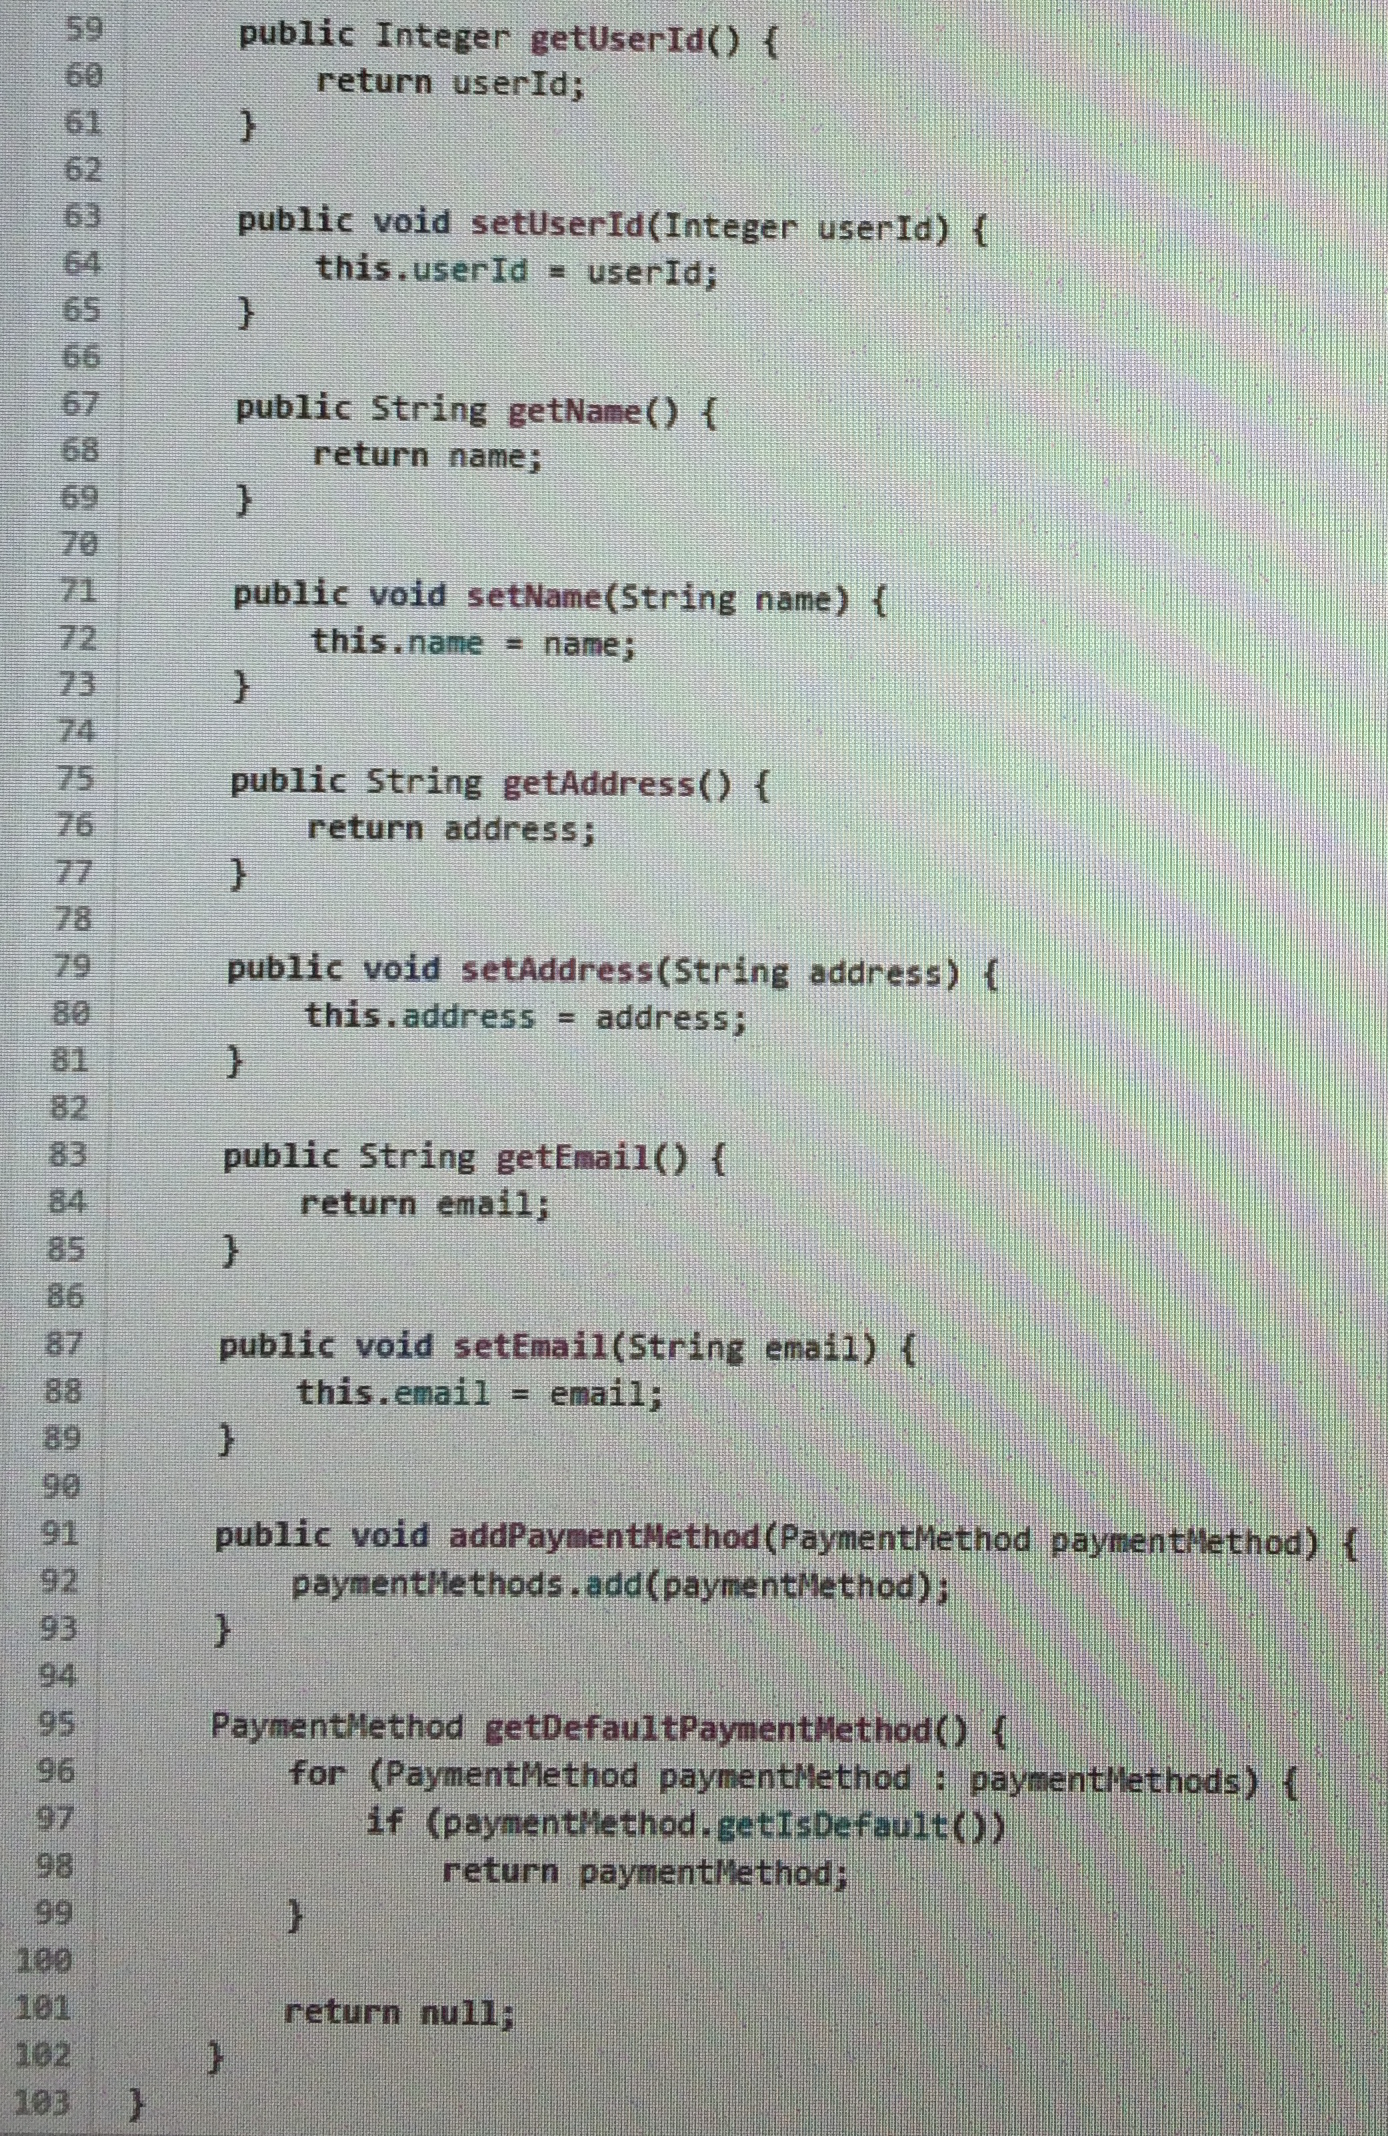 59 public Integer getUserId() {
60 return userId;
61 }
62
63 public void setUserId(Integer userId) {
64 this.userId = userId;
65 }
66
67 public String getName() {
68 return name;
69 }
70
71 public void setName(String name) {
72 this.name = name;
73 }
74
75 public String getAddress() {
76 return address;
77 }
78
79 public void setAddress(String address) {
80 this.address = address;
81 }
82
83 public String getEmail() {
84 return email;
85 }
86
87 public void setEmail(String email) {
88 this.email = email;
89 }
90
91 public void addPaymentMethod(PaymentMethod paymentMethod) {
92 paymentMethods.add(paymentMethod);
93 }
94
95 PaymentMethod getDefaultPaymentMethod() {
96 for (PaymentMethod paymentMethod : paymentMethods) {
97 if (paymentMethod.getIsDefault())
98 return paymentMethod;
99 }
100
101 return null;
102 }
103 }